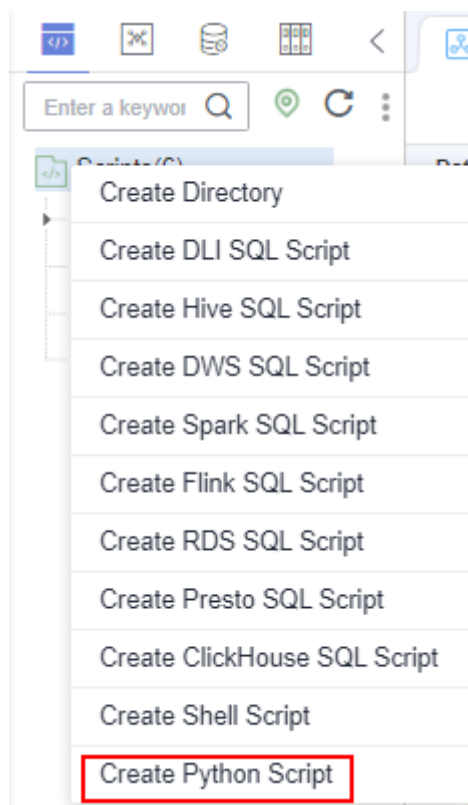 </>
Enter a keywor
</>
Create Directory
Create DLI SQL Script
Create Hive SQL Script
Create DWS SQL Script
Create Spark SQL Script
Create Flink SQL Script
Create RDS SQL Script
Create Presto SQL Script
Create ClickHouse SQL Script
Create Shell Script
Create Python Script